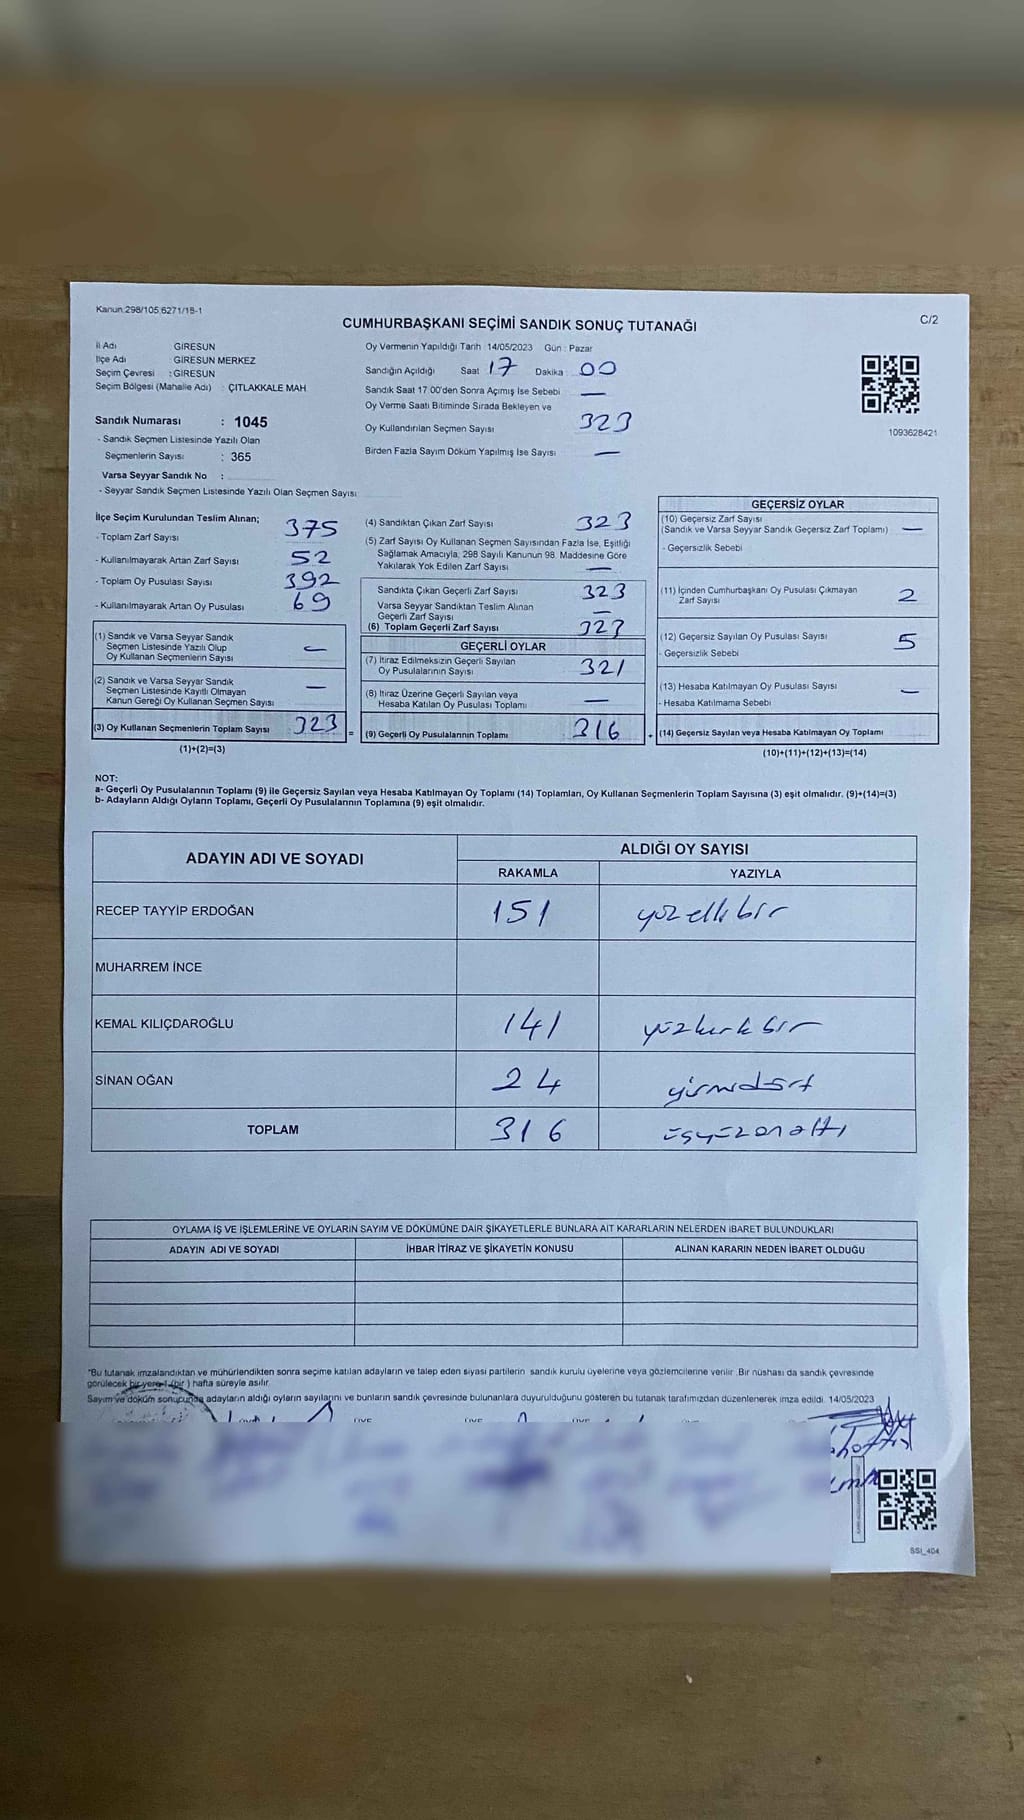 Kanun:298/105;6271/18-1
C/2
CUMHURBAŞKANI SEÇİMİ SANDIK SONUÇ TUTANAĞI
İl Adı GİRESUN
İlçe Adı : GİRESUN MERKEZ
Seçim Çevresi : GİRESUN
Seçim Bölgesi (Mahalle Adı) : ÇITLAKKALE MAH.
Sandık Numarası : 1045
- Sandık Seçmen Listesinde Yazılı Olan
Seçmenlerin Sayısı : 365
Varsa Seyyar Sandık No :
- Seyyar Sandık Seçmen Listesinde Yazılı Olan Seçmen Sayısı
Oy Vermenin Yapıldığı Tarih :14/05/2023 Gün : Pazar
Sandığın Açıldığı Saat 17 Dakika 00
Sandık Saat 17:00'den Sonra Açımış İse Sebebi —
Oy Verme Saati Bitiminde Sırada Bekleyen ve
Oy Kullandırılan Seçmen Sayısı 323
Birden Fazla Sayım Döküm Yapılmış İse Sayısı —
1093628421
İlçe Seçim Kurulundan Teslim Alınan;
- Toplam Zarf Sayısı 375
- Kullanılmayarak Artan Zarf Sayısı 52
- Toplam Oy Pusulası Sayısı 392
- Kullanılmayarak Artan Oy Pusulası 69
(1) Sandık ve Varsa Seyyar Sandık
Seçmen Listesinde Yazılı Olup
Oy Kullanan Seçmenlerin Sayısı —
(2) Sandık ve Varsa Seyyar Sandık
Seçmen Listesinde Kayıtlı Olmayan
Kanun Gereği Oy Kullanan Seçmen Sayısı —
(3) Oy Kullanan Seçmenlerin Toplam Sayısı 323 =
(1)+(2)=(3)
(4) Sandıktan Çıkan Zarf Sayısı 323
(5) Zarf Sayısı Oy Kullanan Seçmen Sayısından Fazla İse, Eşitliği
Sağlamak Amacıyla, 298 Sayılı Kanunun 98. Maddesine Göre
Yakılarak Yok Edilen Zarf Sayısı —
Sandıkta Çıkan Geçerli Zarf Sayısı 323
Varsa Seyyar Sandıktan Teslim Alınan
Geçerli Zarf Sayısı —
(6) Toplam Geçerli Zarf Sayısı 323
GEÇERLİ OYLAR
(7) İtiraz Edilmeksizin Geçerli Sayılan
Oy Pusulalarının Sayısı 321
(8) İtiraz Üzerine Geçerli Sayılan veya
Hesaba Katılan Oy Pusulası Toplamı —
(9) Geçerli Oy Pusulalarının Toplamı 316
GEÇERSİZ OYLAR
(10) Geçersiz Zarf Sayısı
(Sandık ve Varsa Seyyar Sandık Geçersiz Zarf Toplamı) —
- Geçersizlik Sebebi
(11) İçinden Cumhurbaşkanı Oy Pusulası Çıkmayan
Zarf Sayısı 2
(12) Geçersiz Sayılan Oy Pusulası Sayısı 5
- Geçersizlik Sebebi
(13) Hesaba Katılmayan Oy Pusulası Sayısı —
- Hesaba Katılmama Sebebi
(14) Geçersiz Sayılan veya Hesaba Katılmayan Oy Toplamı
(10)+(11)+(12)+(13)=(14)
NOT:
a- Geçerli Oy Pusulalarının Toplamı (9) ile Geçersiz Sayılan veya Hesaba Katılmayan Oy Toplamı (14) Toplamları, Oy Kullanan Seçmenlerin Toplam Sayısına (3) eşit olmalıdır. (9)+(14)=(3)
b- Adayların Aldığı Oyların Toplamı, Geçerli Oy Pusulalarının Toplamına (9) eşit olmalıdır.
ADAYIN ADI VE SOYADI
ALDIĞI OY SAYISI
RAKAMLA YAZIYLA
RECEP TAYYİP ERDOĞAN 151 yüzellibir
MUHARREM İNCE
KEMAL KILIÇDAROĞLU 141 yüzkırkbir
SİNAN OĞAN 24 yirmidört
TOPLAM 316 üçyüzonaltı
OYLAMA İŞ VE İŞLEMLERİNE VE OYLARIN SAYIM VE DÖKÜMÜNE DAİR ŞİKAYETLERLE BUNLARA AİT KARARLARIN NELERDEN İBARET BULUNDUKLARI
ADAYIN ADI VE SOYADI İHBAR İTİRAZ VE ŞİKAYETİN KONUSU ALINAN KARARIN NEDEN İBARET OLDUĞU
*Bu tutanak imzalandıktan ve mühürlendikten sonra seçime katılan adayların ve talep eden siyasi partilerin sandık kurulu üyelerine veya gözlemcilerine verilir. Bir nüshası da sandık çevresinde
görülecek bir yere 1 (bir ) hafta süreyle asılır.
Sayım ve döküm sonucunda adayların aldığı oyların sayılarını ve bunların sandık çevresinde bulunanlara duyurulduğunu gösteren bu tutanak tarafımızdan düzenlenerek imza edildi. 14/05/2023
SSI_404